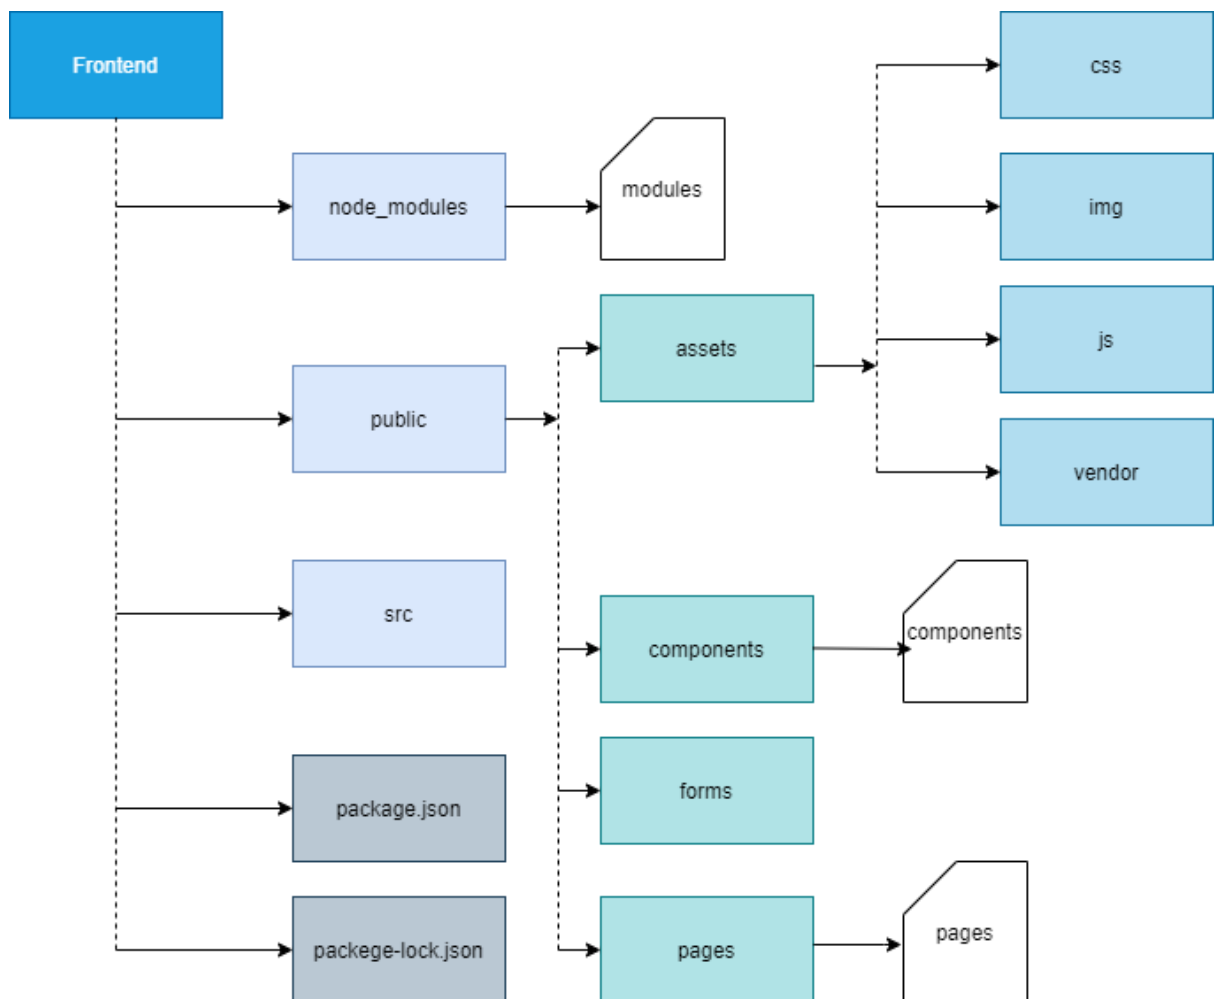 Frontend
css
node_modules
modules
img
assets
js
public
vendor
src
components
components
package.json
forms
packege-lock.json
pages
pages